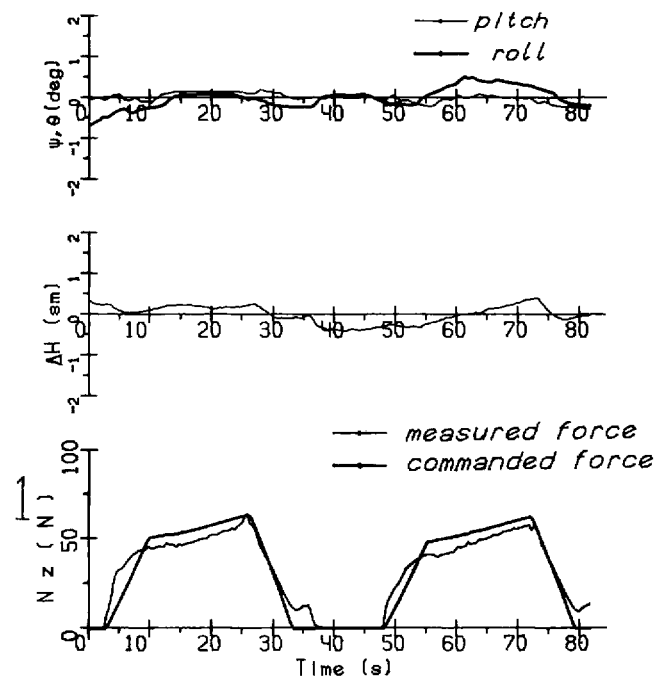 pitch
roll
ψ, θ (deg)
2
1
0
-1
-2
10 20 30 40 50 60 70 80
ΔH (sm)
2
1
0
-1
-2
10 20 30 40 50 60 70 80
measured force
commanded force
Nz (N)
100
50
0
0 10 20 30 40 50 60 70 80
Time (s)